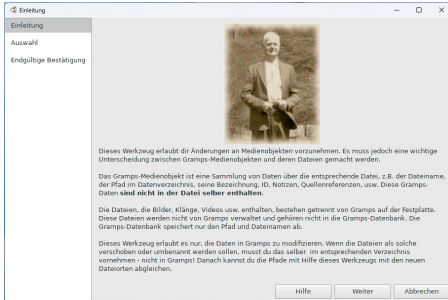 Einleitung
Einleitung
Auswahl
Endgültige Bestätigung
Dieses Werkzeug erlaubt dir Änderungen an Medienobjekten vorzunehmen. Es muss jedoch eine wichtige
Unterscheidung zwischen Gramps-Medienobjekten und deren Dateien gemacht werden.
Das Gramps-Medienobjekt ist eine Sammlung von Daten über die entsprechende Datei, z.B. der Dateiname,
der Pfad im Datenverzeichnis, seine Bezeichnung, ID, Notizen, Quellenreferenzen, usw. Diese Gramps-
Daten sind nicht in der Datei selber enthalten.
Die Dateien, die Bilder, Klänge, Videos usw. enthalten, bestehen getrennt von Gramps auf der Festplatte.
Diese Dateien werden nicht von Gramps verwaltet und gehören nicht in die Gramps-Datenbank. Die
Gramps-Datenbank speichert nur den Pfad und Dateinamen ab.
Dieses Werkzeug erlaubt es nur, die Daten in Gramps zu modifizieren. Wenn die Dateien als solche
verschoben oder umbenannt werden sollen, musst du das selber im entsprechenden Verzeichnis
vornehmen - nicht in Gramps! Danach kannst du die Pfade mit Hilfe dieses Werkzeugs mit den neuen
Dateiorten abgleichen.
Hilfe
Weiter
Abbrechen